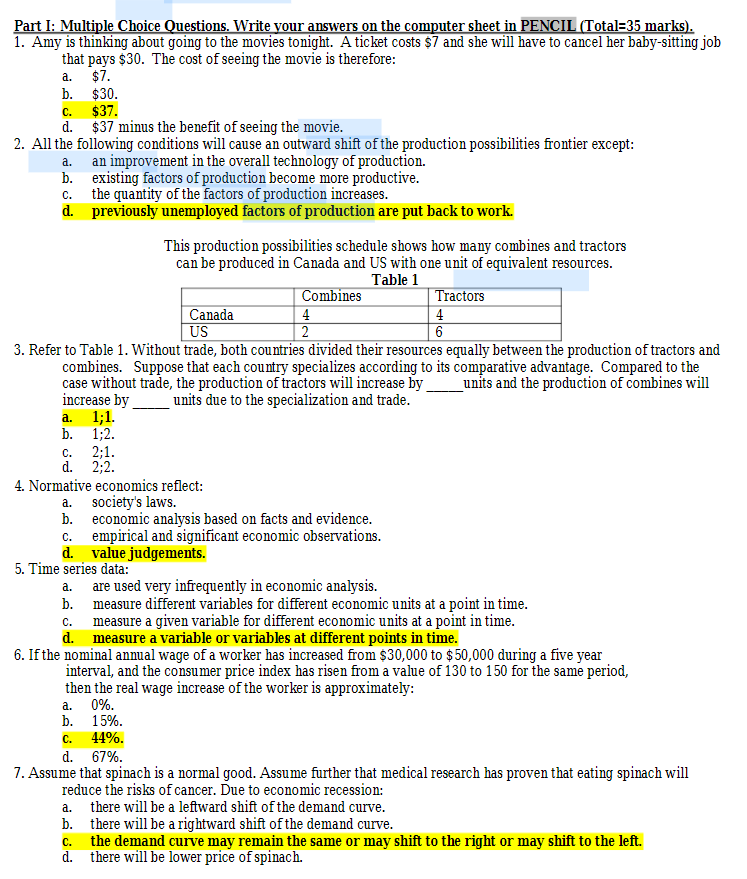 Part I: Multiple Choice Questions. Write your answers on the computer sheet in PENCIL (Total=35 marks).
1. Amy is thinking about going to the movies tonight. A ticket costs $7 and she will have to cancel her baby-sitting job
that pays $30. The cost of seeing the movie is therefore:
a. $7.
b. $30.
c. $37.
d. $37 minus the benefit of seeing the movie.
2. All the following conditions will cause an outward shift of the production possibilities frontier except:
a. an improvement in the overall technology of production.
b. existing factors of production become more productive.
c. the quantity of the factors of production increases.
d. previously unemployed factors of production are put back to work.
This production possibilities schedule shows how many combines and tractors
can be produced in Canada and US with one unit of equivalent resources.
Table 1
Combines Tractors
Canada 4 4
US 2 6
3. Refer to Table 1. Without trade, both countries divided their resources equally between the production of tractors and
combines. Suppose that each country specializes according to its comparative advantage. Compared to the
case without trade, the production of tractors will increase by _____units and the production of combines will
increase by _____ units due to the specialization and trade.
a. 1;1.
b. 1;2.
c. 2;1.
d. 2;2.
4. Normative economics reflect:
a. society's laws.
b. economic analysis based on facts and evidence.
c. empirical and significant economic observations.
d. value judgements.
5. Time series data:
a. are used very infrequently in economic analysis.
b. measure different variables for different economic units at a point in time.
c. measure a given variable for different economic units at a point in time.
d. measure a variable or variables at different points in time.
6. If the nominal annual wage of a worker has increased from $30,000 to $50,000 during a five year
interval, and the consumer price index has risen from a value of 130 to 150 for the same period,
then the real wage increase of the worker is approximately:
a. 0%.
b. 15%.
c. 44%.
d. 67%.
7. Assume that spinach is a normal good. Assume further that medical research has proven that eating spinach will
reduce the risks of cancer. Due to economic recession:
a. there will be a leftward shift of the demand curve.
b. there will be a rightward shift of the demand curve.
c. the demand curve may remain the same or may shift to the right or may shift to the left.
d. there will be lower price of spinach.